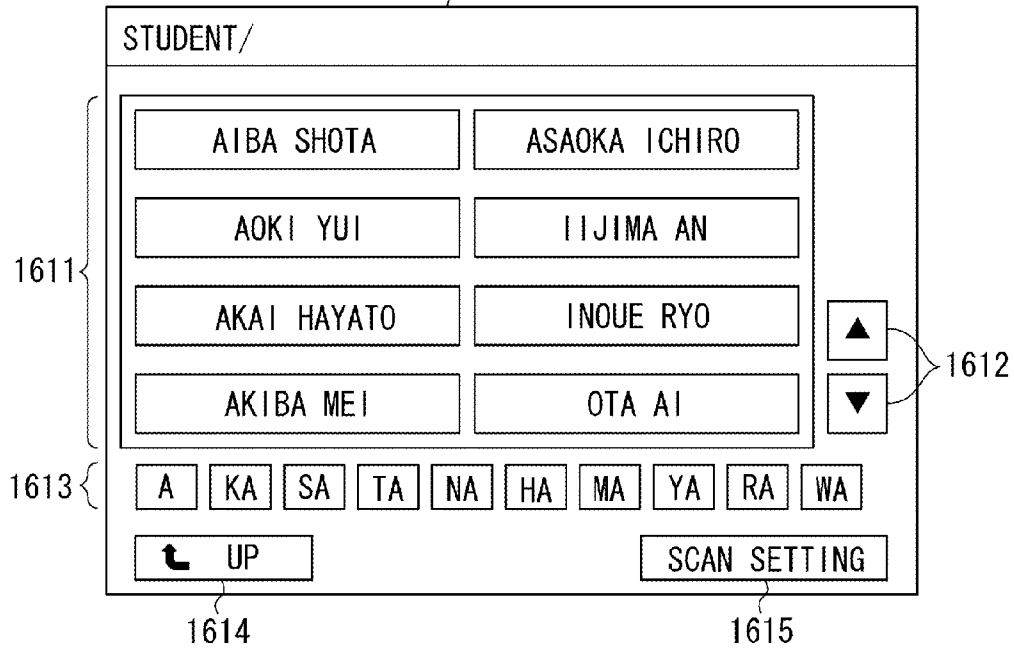 STUDENT/
AIBA SHOTA ASAOKA ICHIRO
AOKI YUI IIJIMA AN
1611
AKAI HAYATO INOUE RYO
▲
1612
AKIBA MEI OTA AI
▼
1613 A KA SA TA NA HA MA YA RA WA
UP SCAN SETTING
1614 1615